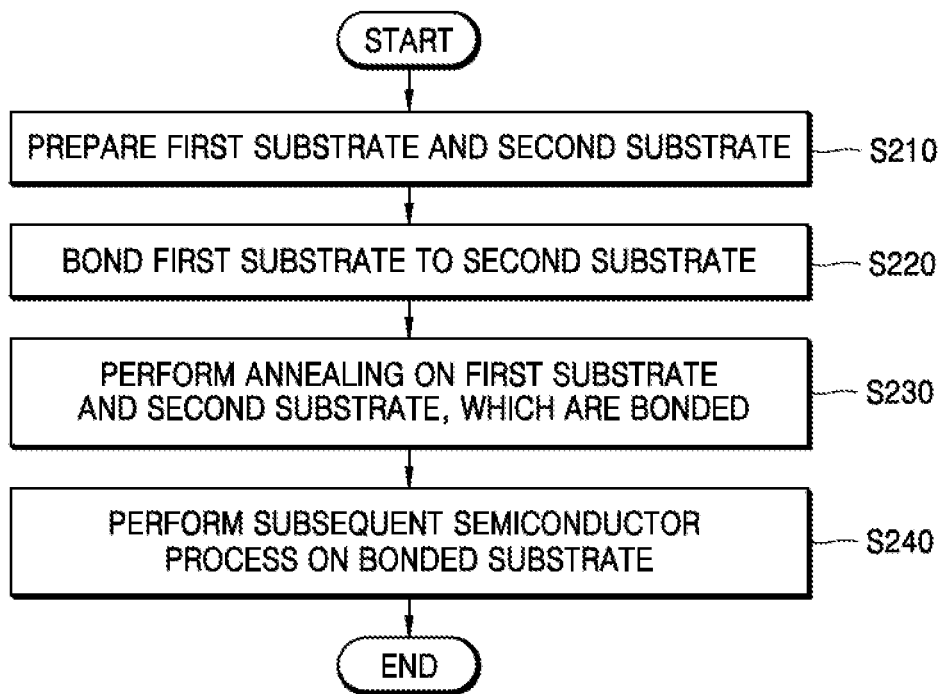 START
PREPARE FIRST SUBSTRATE AND SECOND SUBSTRATE
S210
BOND FIRST SUBSTRATE TO SECOND SUBSTRATE
S220
PERFORM ANNEALING ON FIRST SUBSTRATE
AND SECOND SUBSTRATE, WHICH ARE BONDED
S230
PERFORM SUBSEQUENT SEMICONDUCTOR
PROCESS ON BONDED SUBSTRATE
S240
END